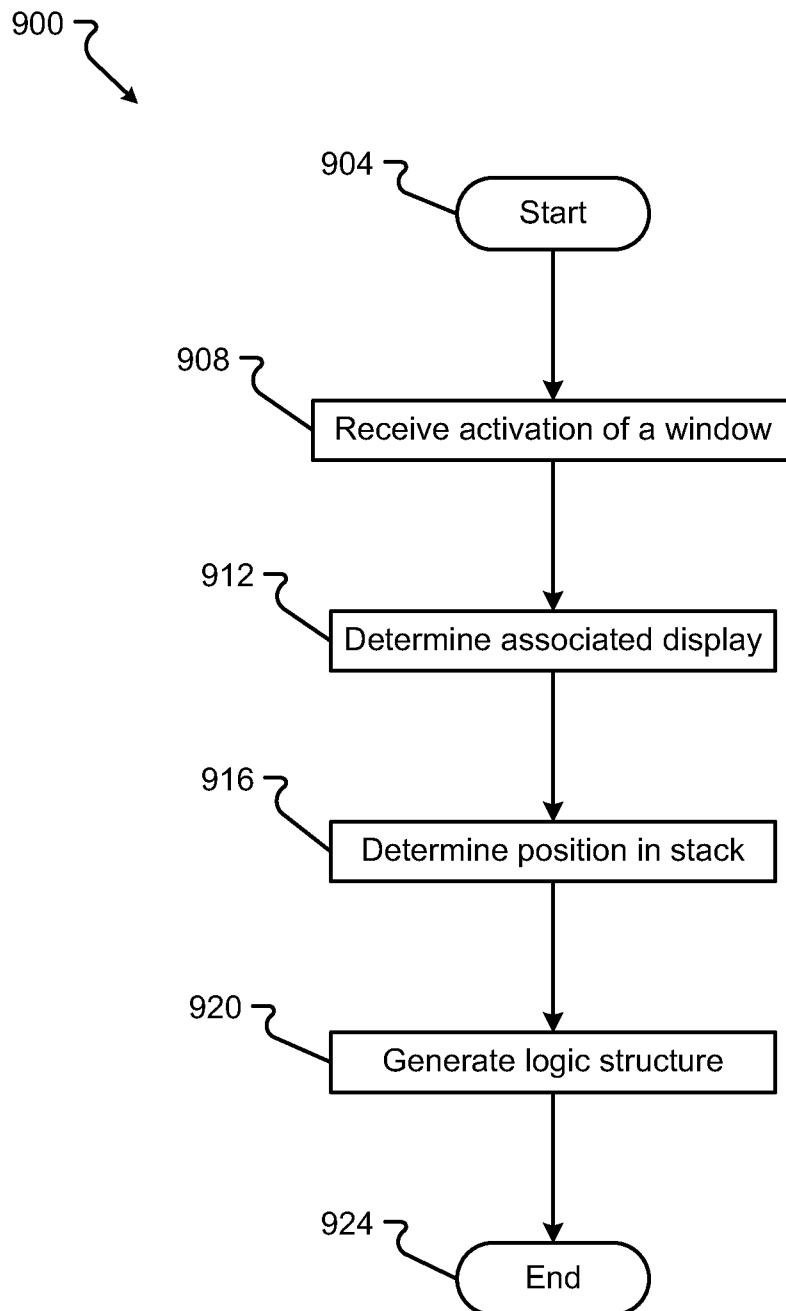 900
904
Start
908
Receive activation of a window
912
Determine associated display
916
Determine position in stack
920
Generate logic structure
924
End